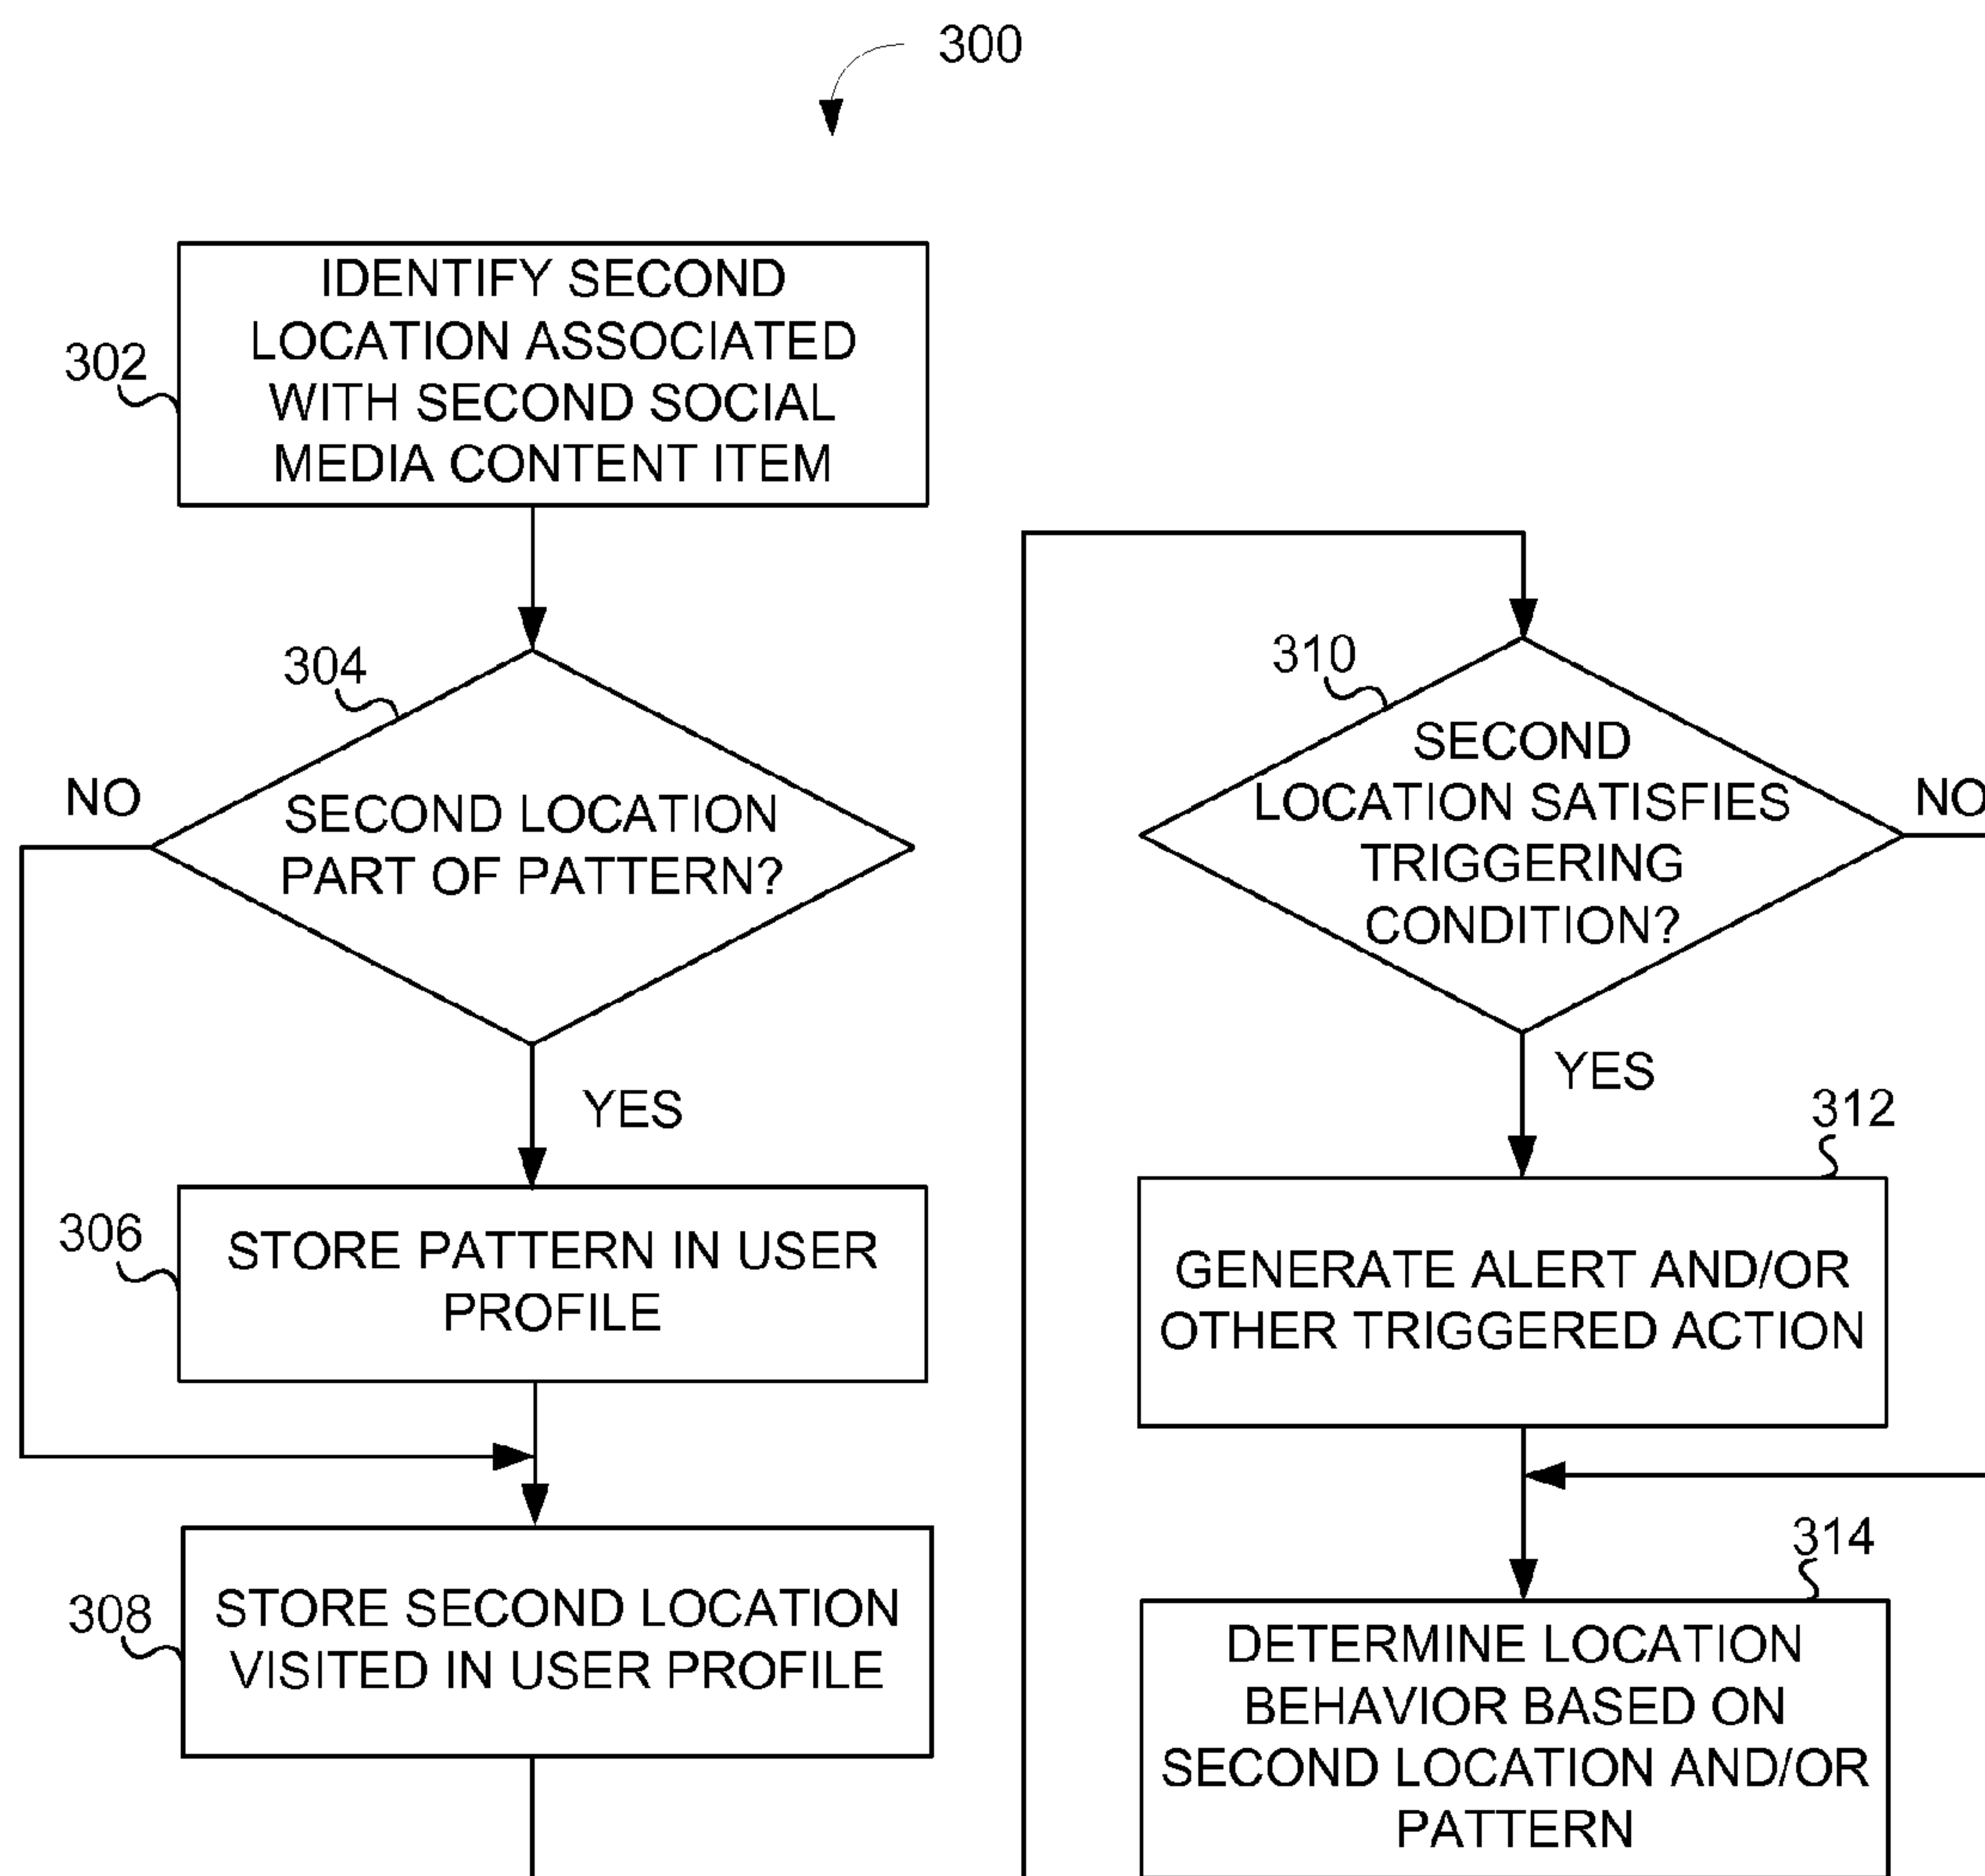 300
302
IDENTIFY SECOND
LOCATION ASSOCIATED
WITH SECOND SOCIAL
MEDIA CONTENT ITEM
304
NO
SECOND LOCATION
PART OF PATTERN?
YES
306
STORE PATTERN IN USER
PROFILE
308
STORE SECOND LOCATION
VISITED IN USER PROFILE
310
SECOND
LOCATION SATISFIES
TRIGGERING
CONDITION?
NO
YES
312
GENERATE ALERT AND/OR
OTHER TRIGGERED ACTION
314
DETERMINE LOCATION
BEHAVIOR BASED ON
SECOND LOCATION AND/OR
PATTERN